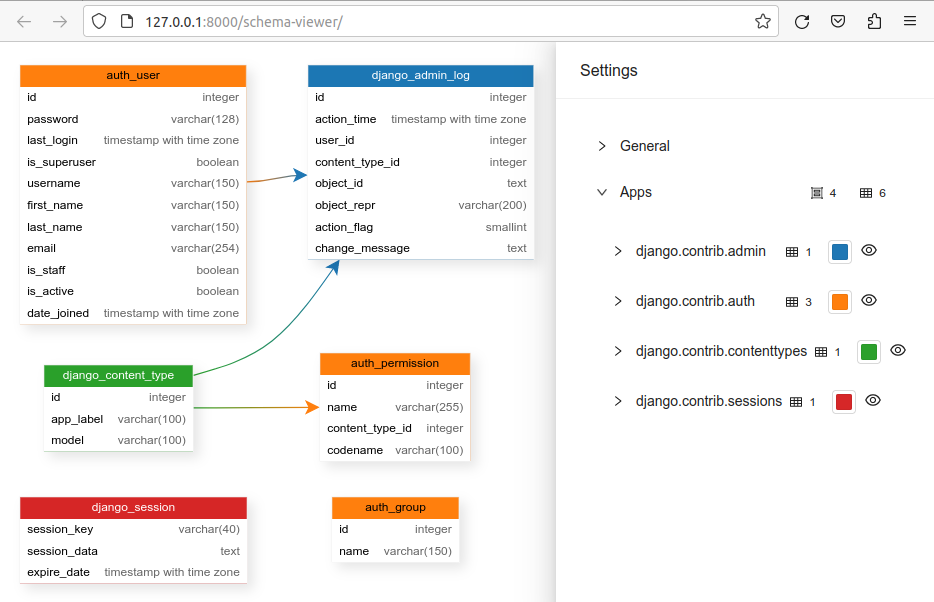 127.0.0.1:8000/schema-viewer/
auth_user
id integer
password varchar(128)
last_login timestamp with time zone
is_superuser boolean
username varchar(150)
first_name varchar(150)
last_name varchar(150)
email varchar(254)
is_staff boolean
is_active boolean
date_joined timestamp with time zone
django_admin_log
id integer
action_time timestamp with time zone
user_id integer
content_type_id integer
object_id text
object_repr varchar(200)
action_flag smallint
change_message text
django_content_type
id integer
app_label varchar(100)
model varchar(100)
auth_permission
id integer
name varchar(255)
content_type_id integer
codename varchar(100)
django_session
session_key varchar(40)
session_data text
expire_date timestamp with time zone
auth_group
id integer
name varchar(150)
Settings
General
Apps 4 6
django.contrib.admin 1
django.contrib.auth 3
django.contrib.contenttypes 1
django.contrib.sessions 1